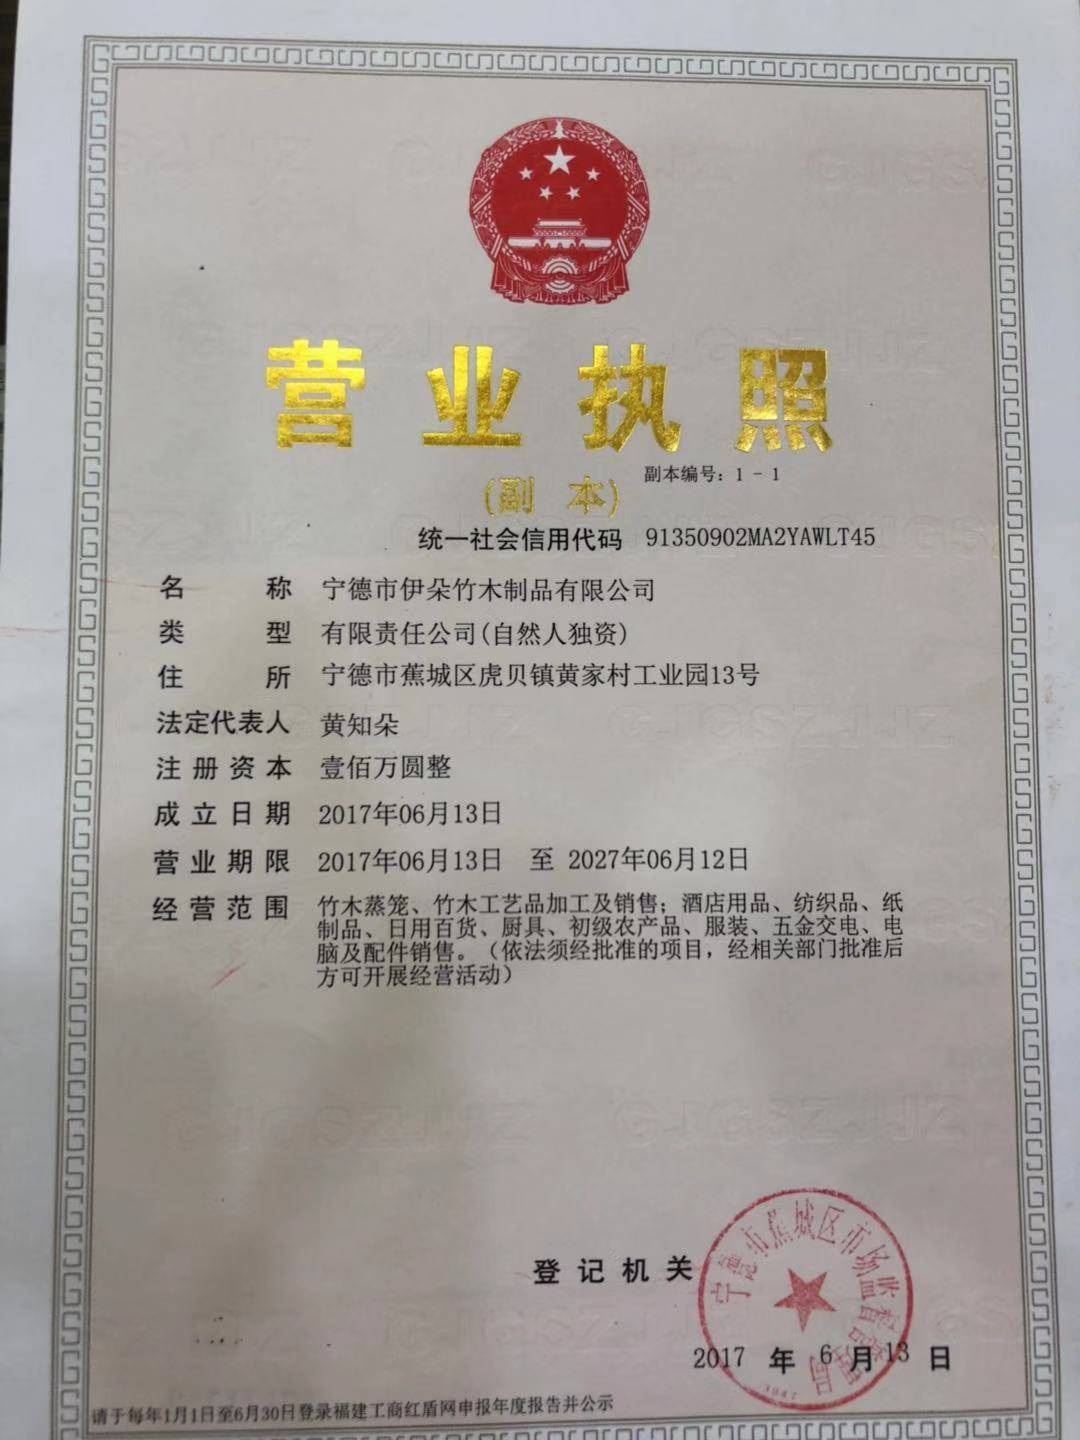 营业执照
(副本)
副本编号：1-1
统一社会信用代码 91350902MA2YAWLT45
名称 宁德市伊朵竹木制品有限公司
类型 有限责任公司(自然人独资)
住所 宁德市蕉城区虎贝镇黄家村工业园13号
法定代表人 黄知朵
注册资本 壹佰万圆整
成立日期 2017年06月13日
营业期限 2017年06月13日 至 2027年06月12日
经营范围 竹木蒸笼、竹木工艺品加工及销售；酒店用品、纺织品、纸
制品、日用百货、厨具、初级农产品、服装、五金交电、电
脑及配件销售。（依法须经批准的项目，经相关部门批准后
方可开展经营活动）
登记机关
宁德市蕉城区市场监督管理局
2017 年 6 月 13 日
请于每年1月1日至6月30日登录福建工商红盾网申报年度报告并公示